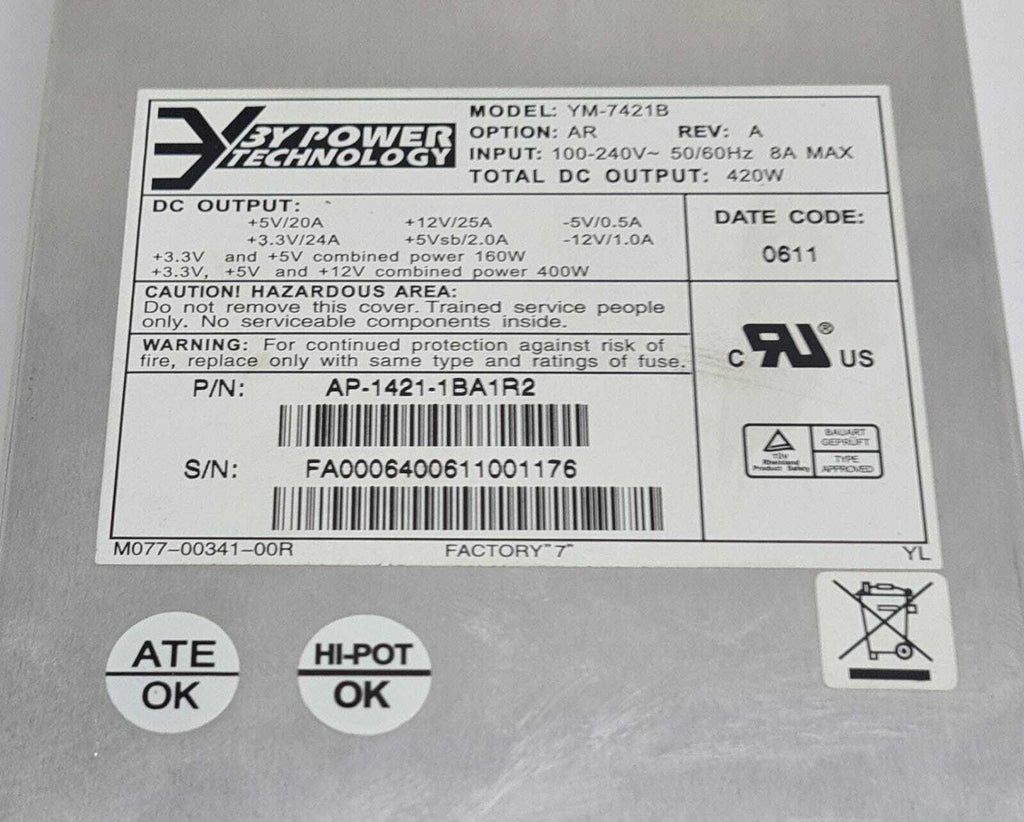 3Y POWER
TECHNOLOGY
MODEL: YM-7421B
OPTION: AR REV: A
INPUT: 100-240V~ 50/60Hz 8A MAX
TOTAL DC OUTPUT: 420W
DC OUTPUT:
+5V/20A +12V/25A -5V/0.5A
+3.3V/24A +5Vsb/2.0A -12V/1.0A
+3.3V and +5V combined power 160W
+3.3V, +5V and +12V combined power 400W
DATE CODE:
0611
CAUTION! HAZARDOUS AREA:
Do not remove this cover. Trained service people
only. No serviceable components inside.
WARNING: For continued protection against risk of
fire, replace only with same type and ratings of fuse.
C RU® US
P/N: AP-1421-1BA1R2
S/N: FA0006400611001176
TÜV
Rheinland
Product Safety
BAUART
GEPRÜFT
TYPE
APPROVED
M077-00341-00R FACTORY"7" YL
ATE
OK
HI-POT
OK